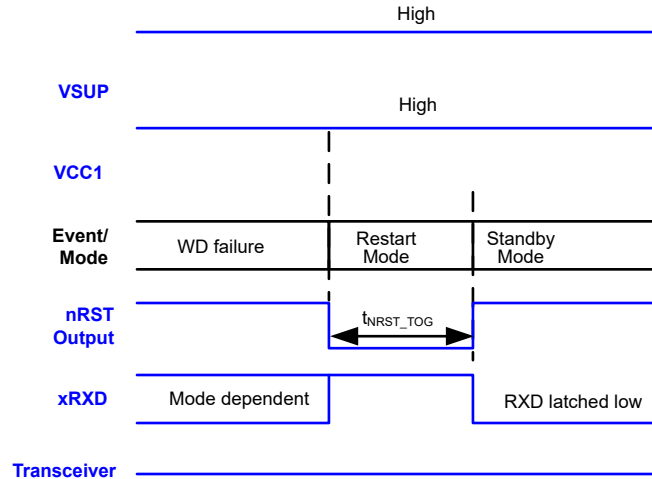 High
VSUP
High
VCC1
Event/
Mode
WD failure
Restart
Mode
Standby
Mode
nRST
Output
tNRST_TOG
xRXD
Mode dependent
RXD latched low
Transceiver